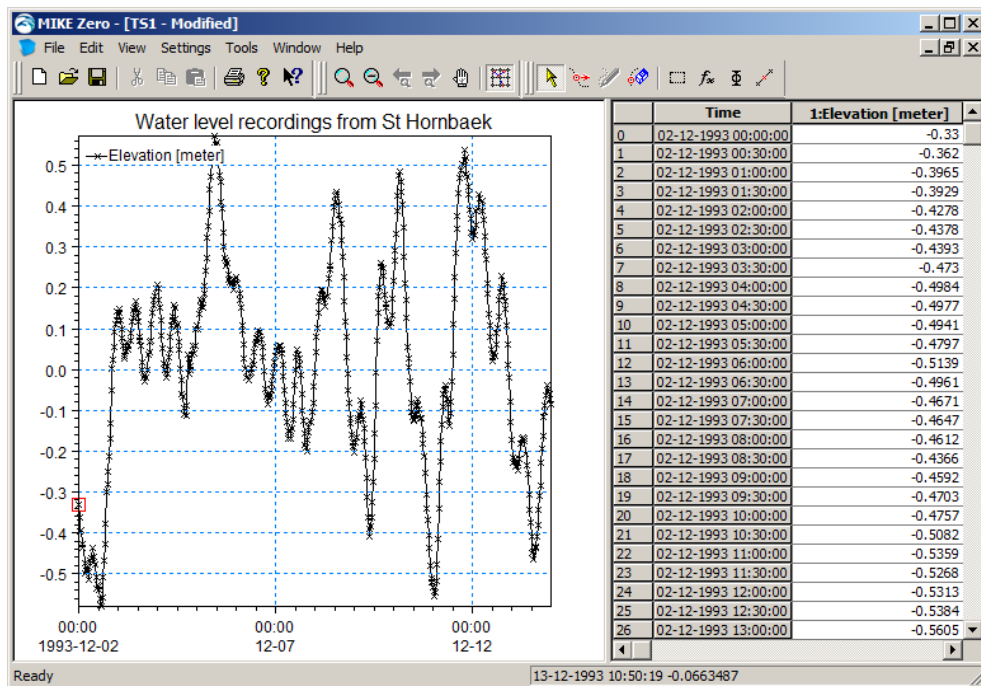 MIKE Zero - [TS1 - Modified]
File Edit View Settings Tools Window Help
Water level recordings from St Hornbaek
Elevation [meter]
0.5
0.4
0.3
0.2
0.1
0.0
-0.1
-0.2
-0.3
-0.4
-0.5
00:00 00:00 00:00
1993-12-02 12-07 12-12
Time 1:Elevation [meter]
0 02-12-1993 00:00:00 -0.33
1 02-12-1993 00:30:00 -0.362
2 02-12-1993 01:00:00 -0.3965
3 02-12-1993 01:30:00 -0.3929
4 02-12-1993 02:00:00 -0.4278
5 02-12-1993 02:30:00 -0.4378
6 02-12-1993 03:00:00 -0.4393
7 02-12-1993 03:30:00 -0.473
8 02-12-1993 04:00:00 -0.4984
9 02-12-1993 04:30:00 -0.4977
10 02-12-1993 05:00:00 -0.4941
11 02-12-1993 05:30:00 -0.4797
12 02-12-1993 06:00:00 -0.5139
13 02-12-1993 06:30:00 -0.4961
14 02-12-1993 07:00:00 -0.4671
15 02-12-1993 07:30:00 -0.4647
16 02-12-1993 08:00:00 -0.4612
17 02-12-1993 08:30:00 -0.4366
18 02-12-1993 09:00:00 -0.4592
19 02-12-1993 09:30:00 -0.4703
20 02-12-1993 10:00:00 -0.4757
21 02-12-1993 10:30:00 -0.5082
22 02-12-1993 11:00:00 -0.5359
23 02-12-1993 11:30:00 -0.5268
24 02-12-1993 12:00:00 -0.5313
25 02-12-1993 12:30:00 -0.5384
26 02-12-1993 13:00:00 -0.5605
Ready 13-12-1993 10:50:19 -0.0663487